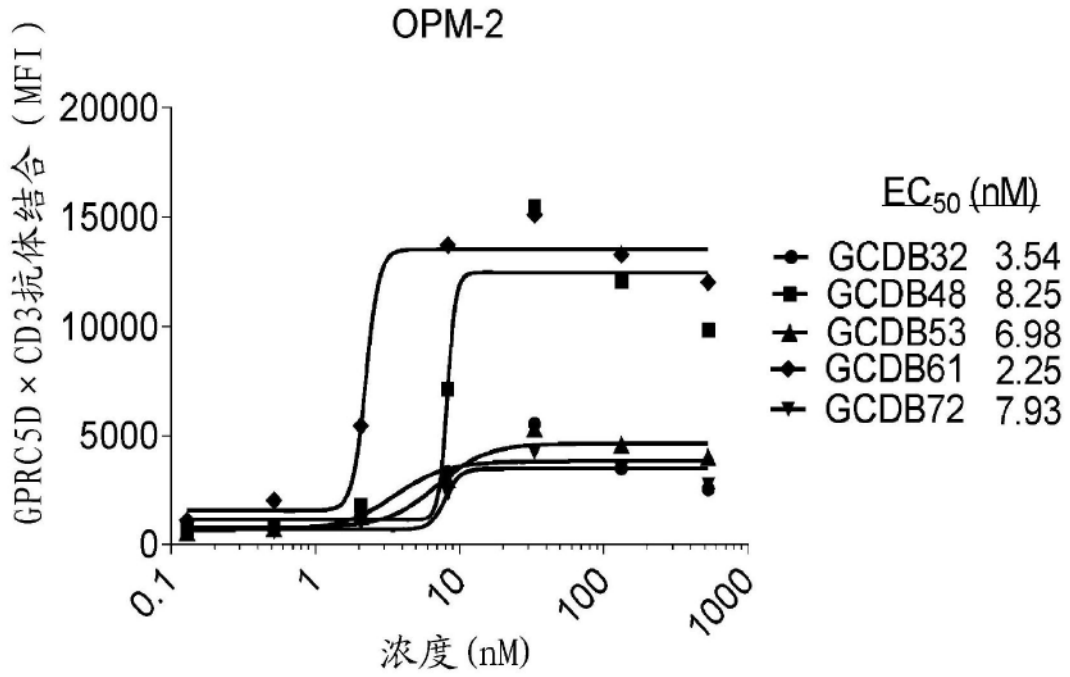 OPM-2
GPRC5D×CD3抗体结合 (MFI)
20000
15000
10000
5000
0
0.1
1
10
100
1000
浓度(nM)
EC50 (nM)
GCDB32 3.54
GCDB48 8.25
GCDB53 6.98
GCDB61 2.25
GCDB72 7.93